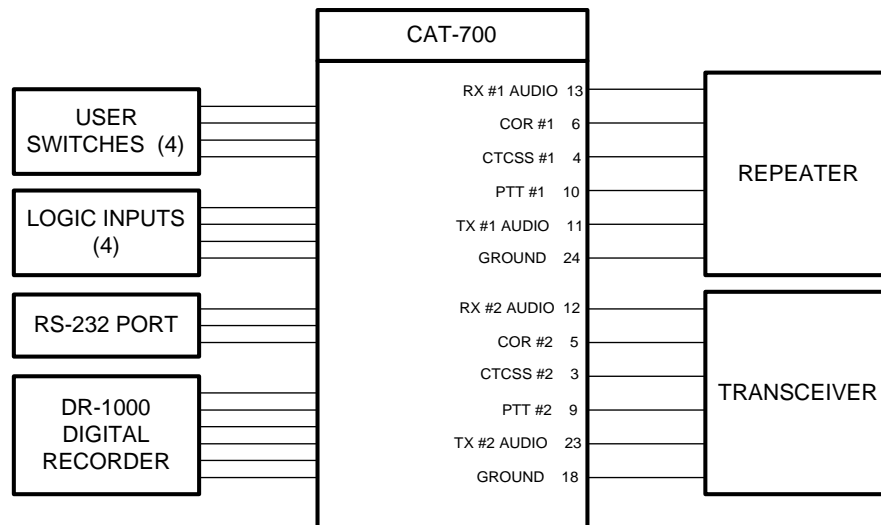 CAT-700
USER
SWITCHES (4)
LOGIC INPUTS
(4)
RS-232 PORT
DR-1000
DIGITAL
RECORDER
RX #1 AUDIO 13
COR #1 6
CTCSS #1 4
PTT #1 10
TX #1 AUDIO 11
GROUND 24
RX #2 AUDIO 12
COR #2 5
CTCSS #2 3
PTT #2 9
TX #2 AUDIO 23
GROUND 18
REPEATER
TRANSCEIVER